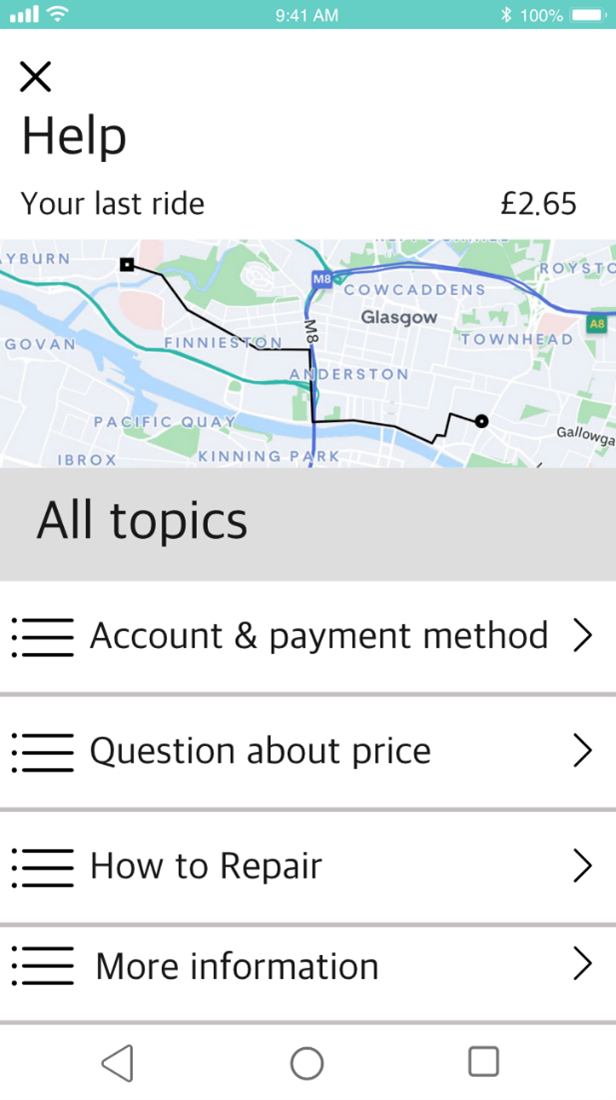 9:41 AM
100%
Help
Your last ride
£2.65
YBURN
ROYSTO
M8
COWCADDENS
Glasgow
A8
M8
GOVAN
FINNIESTON
TOWNHEAD
ANDERSTON
PACIFIC QUAY
Gallowga
IBROX
KINNING PARK
All topics
Account & payment method
Question about price
How to Repair
More information